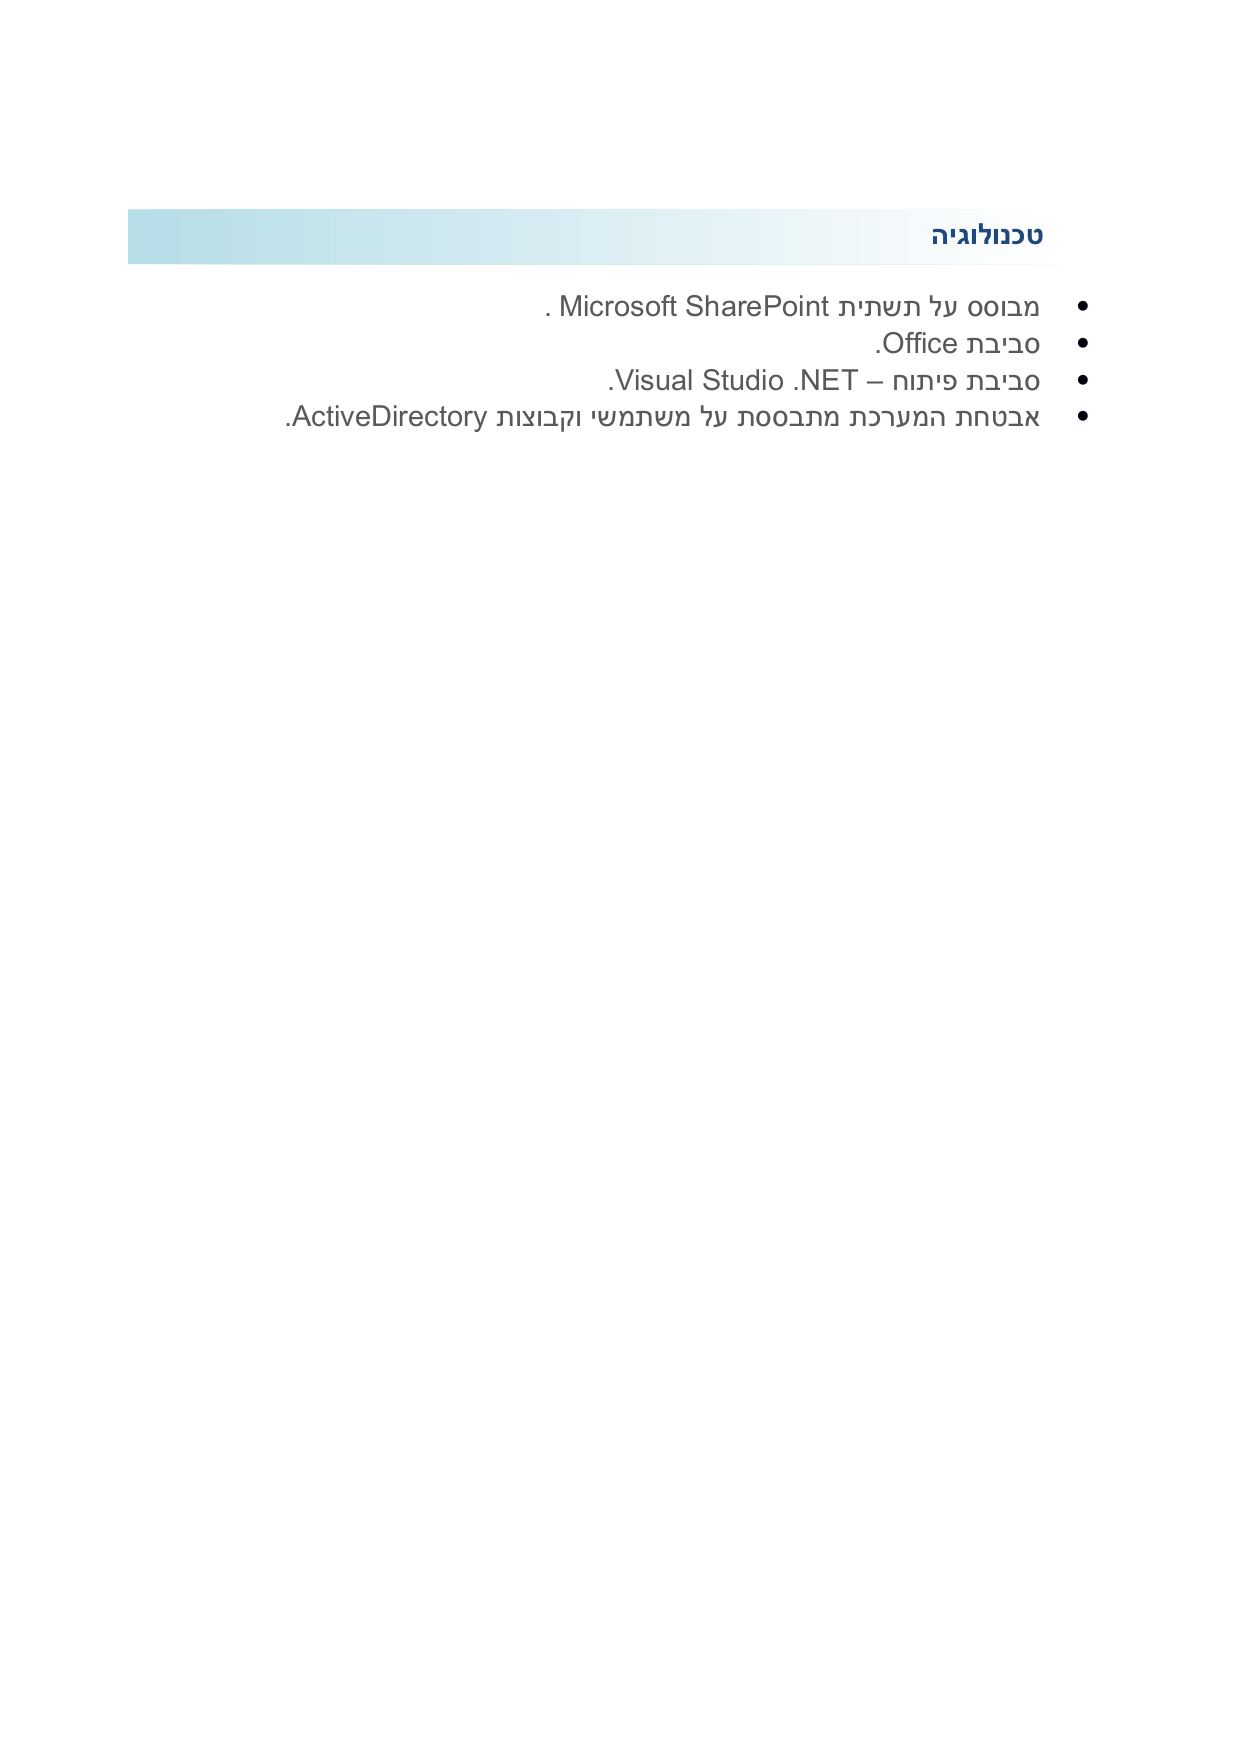 טכנולוגיה
• מבוסס על תשתית Microsoft SharePoint .
• סביבת Office.
• סביבת פיתוח – Visual Studio .NET.
• אבטחת המערכת מתבססת על משתמשי וקבוצות ActiveDirectory.